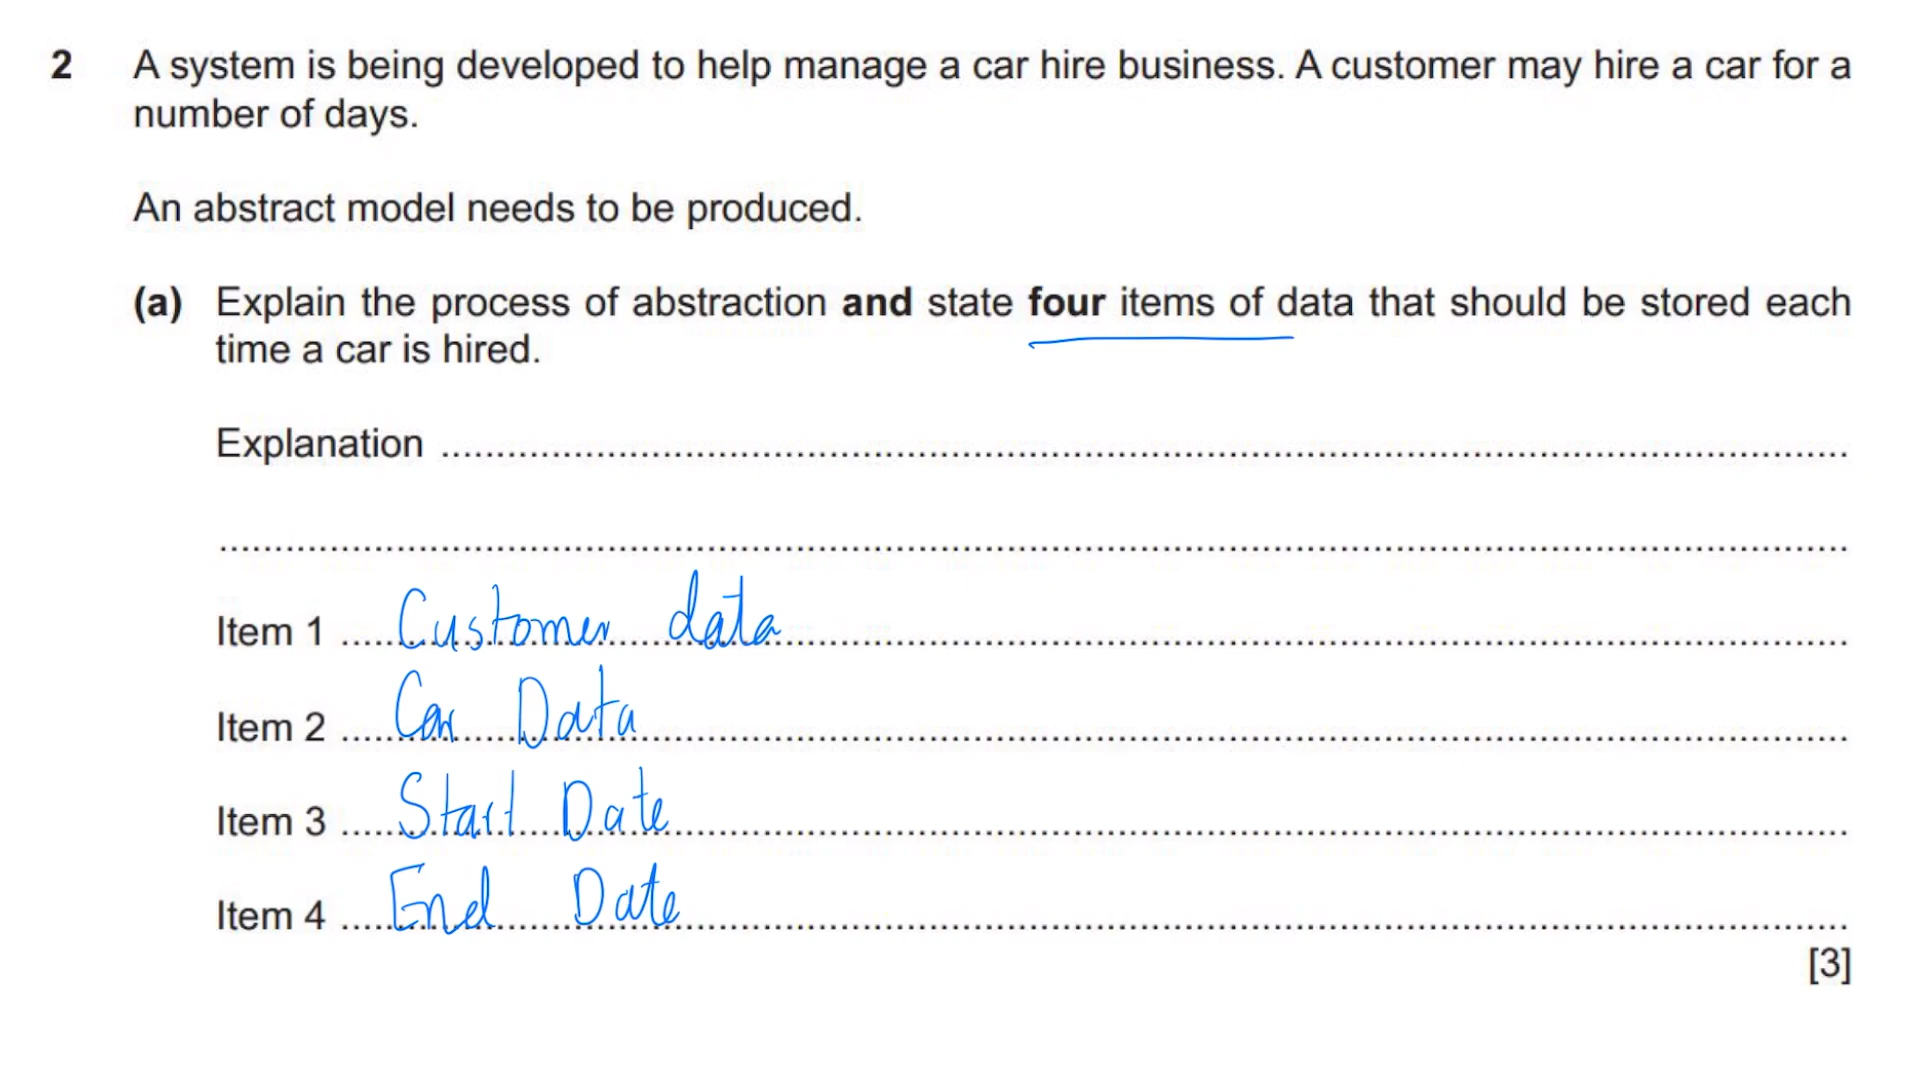 2 A system is being developed to help manage a car hire business. A customer may hire a car for a
number of days.
An abstract model needs to be produced.
(a) Explain the process of abstraction and state four items of data that should be stored each
time a car is hired.
Explanation ..........
..........
Item 1 ..... Customer data
Item 2 ..... Car Data
Item 3 ..... Start Date
Item 4 ..... End Date
[3]